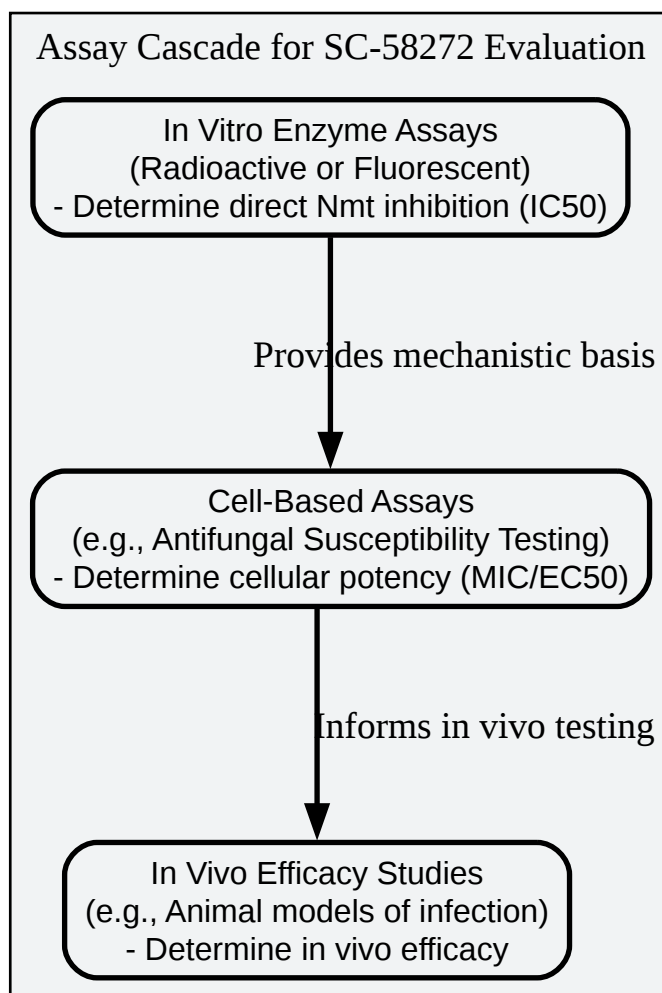 Assay Cascade for SC-58272 Evaluation
In Vitro Enzyme Assays
(Radioactive or Fluorescent)
- Determine direct Nmt inhibition (IC50)
Provides mechanistic basis
Cell-Based Assays
(e.g., Antifungal Susceptibility Testing)
- Determine cellular potency (MIC/EC50)
Informs in vivo testing
In Vivo Efficacy Studies
(e.g., Animal models of infection)
- Determine in vivo efficacy